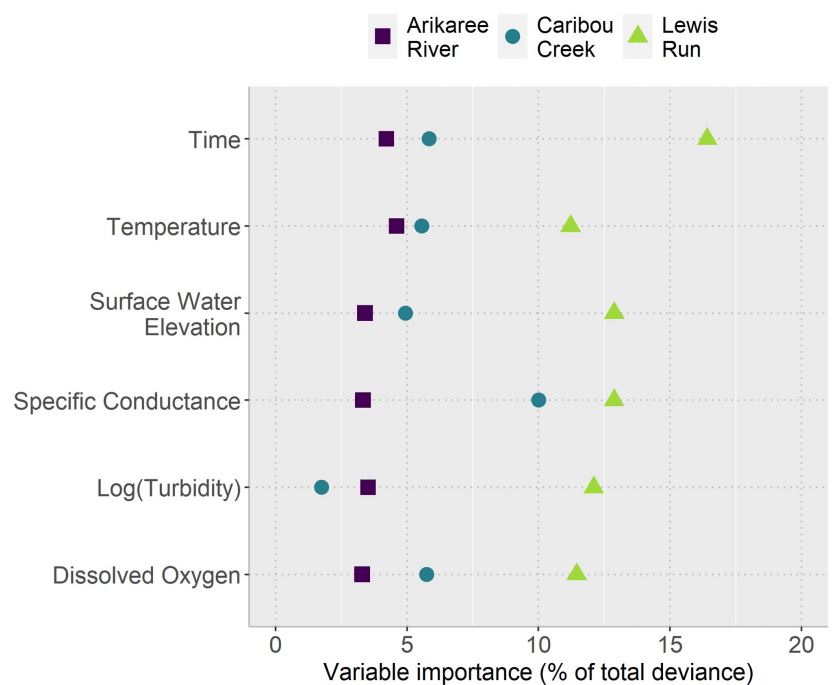 Arikaree
River
Caribou
Creek
Lewis
Run
Time
Temperature
Surface Water
Elevation
Specific Conductance
Log(Turbidity)
Dissolved Oxygen
0 5 10 15 20
Variable importance (% of total deviance)